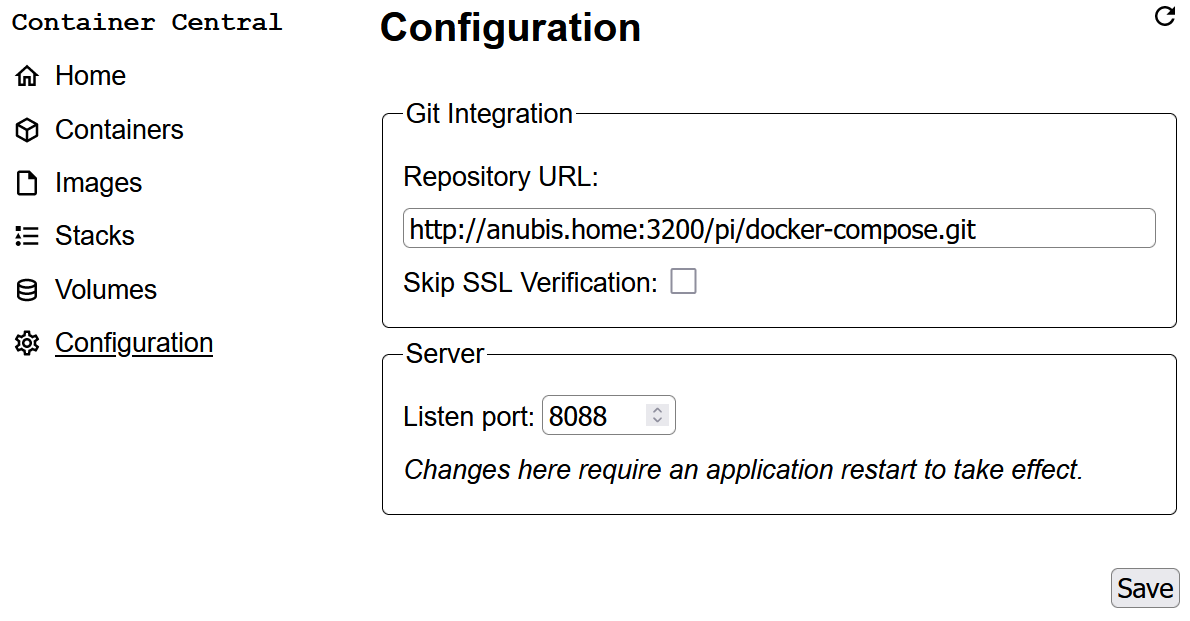 Container Central
Home
Containers
Images
Stacks
Volumes
Configuration
Configuration
Git Integration
Repository URL:
http://anubis.home:3200/pi/docker-compose.git
Skip SSL Verification:
Server
Listen port: 8088
Changes here require an application restart to take effect.
Save